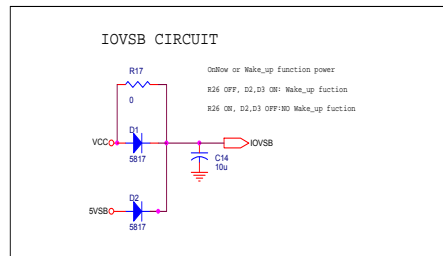 IOVSB CIRCUIT
R17
0
OnNow or Wake_up function power
R26 OFF, D2,D3 ON: Wake_up fuction
R26 ON, D2,D3 OFF:NO Wake_up fuction
D1
VCC
5817
IOVSB
C14
10u
D2
5VSB
5817